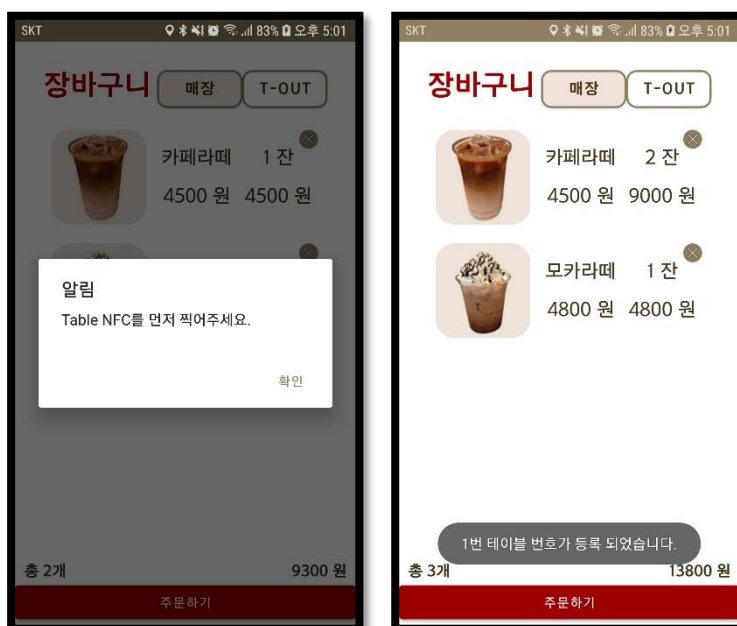 SKT 83% 오후 5:01
장바구니 매장 T-OUT
카페라떼 1 잔
4500 원 4500 원
알림
Table NFC를 먼저 찍어주세요.
확인
총 2개 9300 원
주문하기
SKT 83% 오후 5:01
장바구니 매장 T-OUT
카페라떼 2 잔
4500 원 9000 원
모카라떼 1 잔
4800 원 4800 원
1번 테이블 번호가 등록 되었습니다.
총 3개 13800 원
주문하기